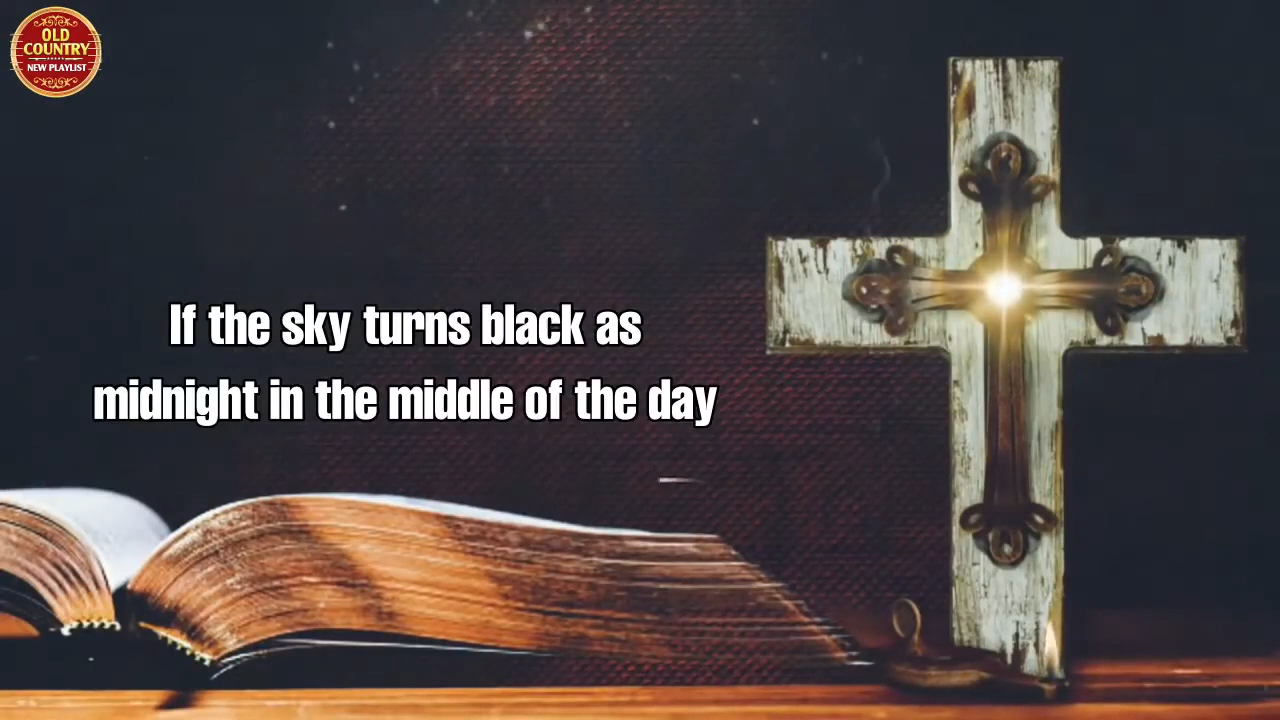 OLD
COUNTRY
NEW PLAYLIST
If the sky turns black as
midnight in the middle of the day